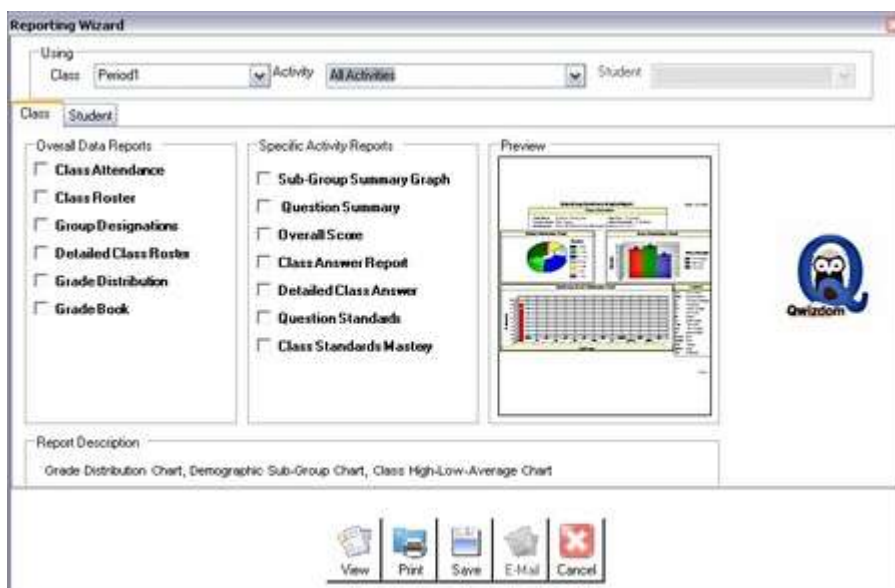 Reporting Wizard
Using
Class Period1 Activity All Activities Student
Class Student
Overall Data Reports
Class Attendance
Class Roster
Group Designations
Detailed Class Roster
Grade Distribution
Grade Book
Specific Activity Reports
Sub-Group Summary Graph
Question Summary
Overall Score
Class Answer Report
Detailed Class Answer
Question Standards
Class Standards Mastery
Preview
Qwizdom
Report Description
Grade Distribution Chart, Demographic Sub-Group Chart, Class High-Low-Average Chart
View Print Save E-Mail Cancel